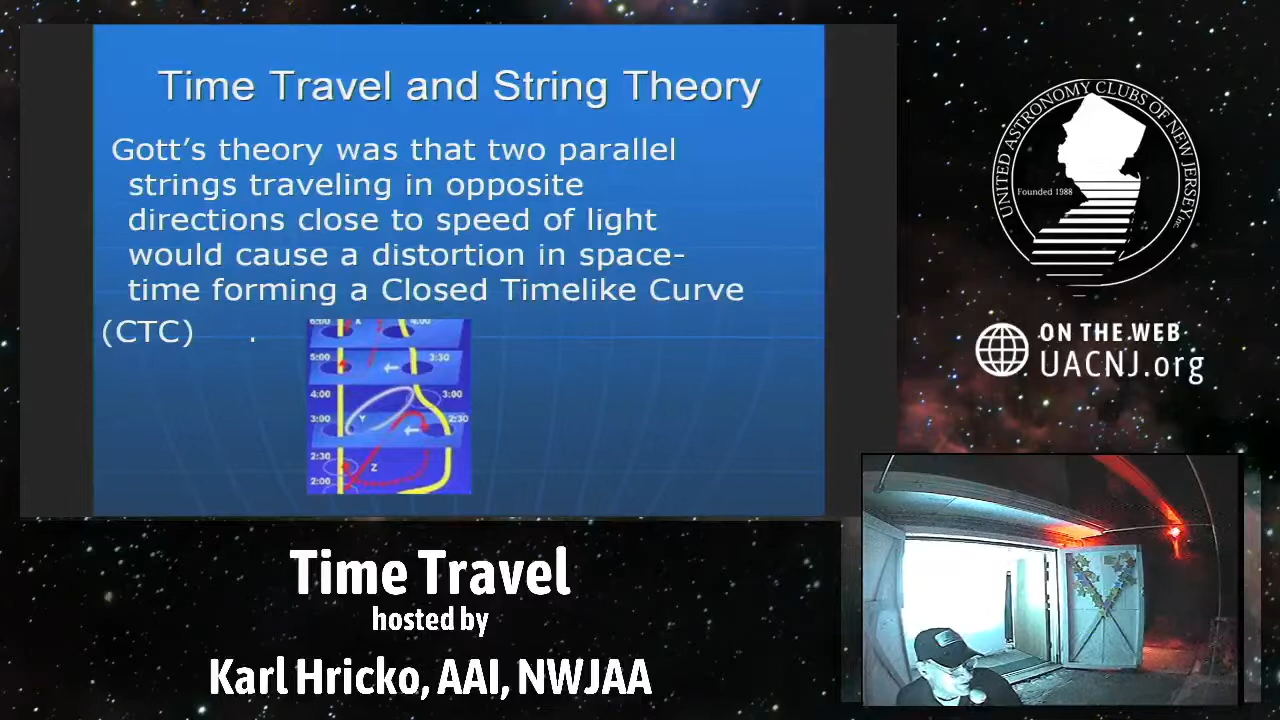 Time Travel and String Theory
Gott's theory was that two parallel
strings traveling in opposite
directions close to speed of light
would cause a distortion in space-
time forming a Closed Timelike Curve
(CTC) .
6:00 X 4:00
5:00 3:30
4:00 3:00
3:00 Y 2:30
2:30 Z
2:00
UNITED ASTRONOMY CLUBS OF NEW JERSEY, Inc.
Founded 1988
ON THE WEB
UACNJ.org
Time Travel
hosted by
Karl Hricko, AAI, NWJAA